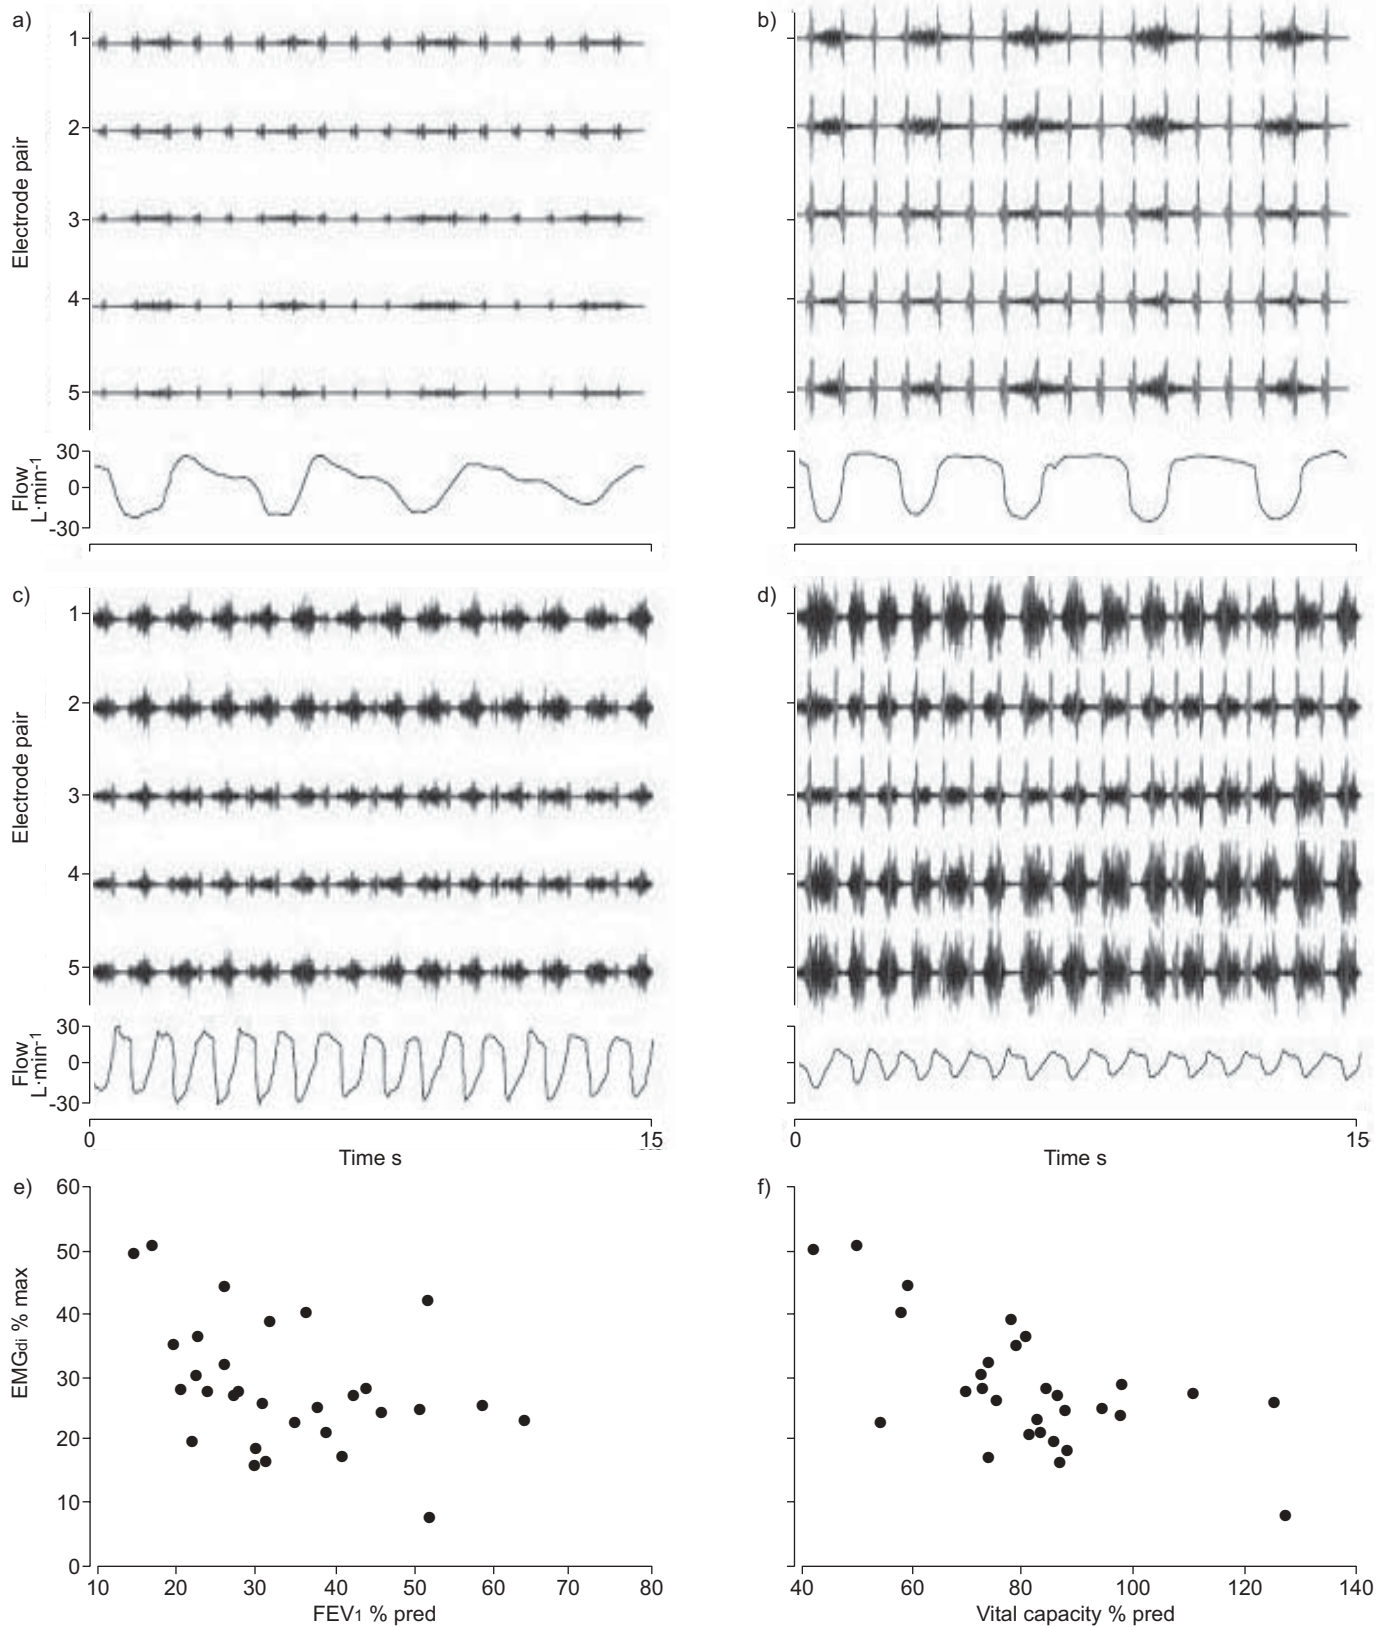 a)
b)
Electrode pair
1
2
3
4
5
Flow
L·min-1
30
0
-30
c)
d)
Electrode pair
1
2
3
4
5
Flow
L·min-1
30
0
-30
0
15
Time s
0
15
Time s
e)
f)
EMGdi % max
60
50
40
30
20
10
0
10 20 30 40 50 60 70 80
FEV1 % pred
40 60 80 100 120 140
Vital capacity % pred